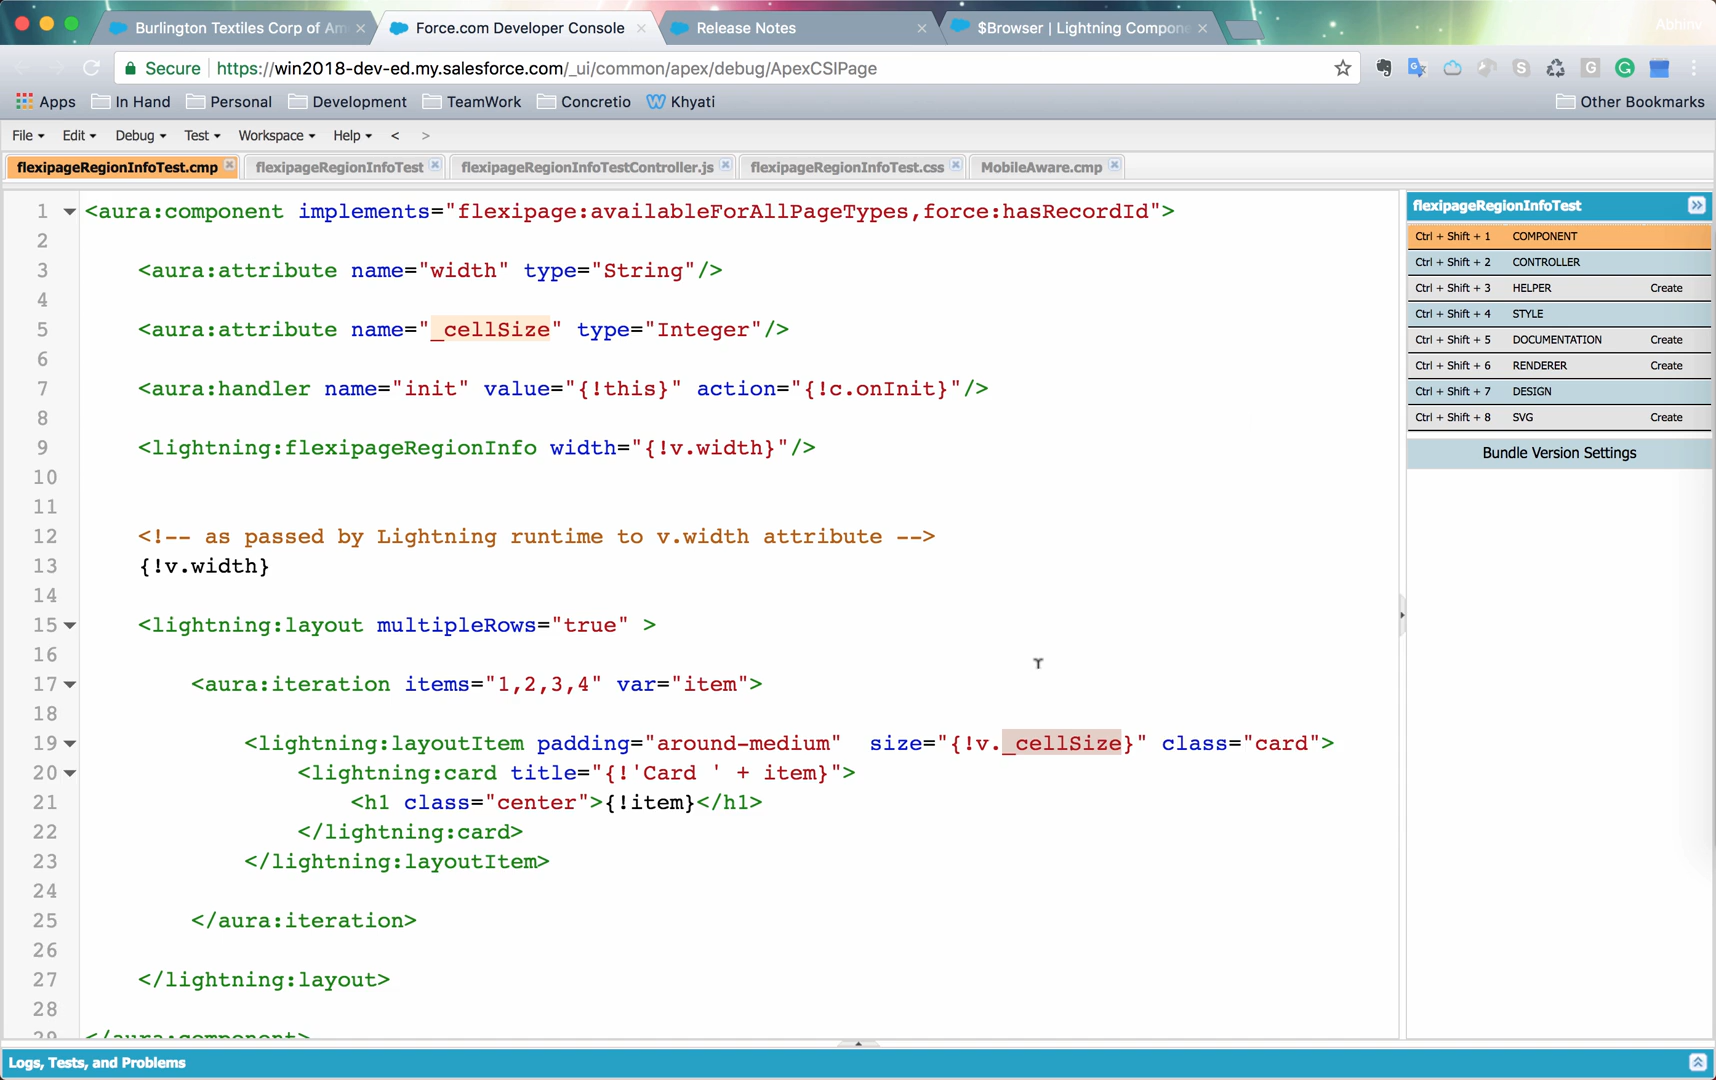 Burlington Textiles Corp of Am
Force.com Developer Console
Release Notes
$Browser | Lightning Compone
Abhinv
Secure
https://win2018-dev-ed.my.salesforce.com/_ui/common/apex/debug/ApexCSIPage
Apps
In Hand
Personal
Development
TeamWork
Concretio
Khyati
Other Bookmarks
File
Edit
Debug
Test
Workspace
Help
<
>
flexipageRegionInfoTest.cmp
flexipageRegionInfoTest
flexipageRegionInfoTestController.js
flexipageRegionInfoTest.css
MobileAware.cmp
1 <aura:component implements="flexipage:availableForAllPageTypes,force:hasRecordId">
2
3 <aura:attribute name="width" type="String"/>
4
5 <aura:attribute name="_cellSize" type="Integer"/>
6
7 <aura:handler name="init" value="{!this}" action="{!c.onInit}"/>
8
9 <lightning:flexipageRegionInfo width="{!v.width}"/>
10
11
12 <!-- as passed by Lightning runtime to v.width attribute -->
13 {!v.width}
14
15 <lightning:layout multipleRows="true" >
16
17 <aura:iteration items="1,2,3,4" var="item">
18
19 <lightning:layoutItem padding="around-medium"  size="{!v._cellSize}" class="card">
20 <lightning:card title="{!'Card ' + item}">
21 <h1 class="center">{!item}</h1>
22 </lightning:card>
23 </lightning:layoutItem>
24
25 </aura:iteration>
26
27 </lightning:layout>
28
29 </aura:component>
flexipageRegionInfoTest
Ctrl + Shift + 1 COMPONENT
Ctrl + Shift + 2 CONTROLLER
Ctrl + Shift + 3 HELPER Create
Ctrl + Shift + 4 STYLE
Ctrl + Shift + 5 DOCUMENTATION Create
Ctrl + Shift + 6 RENDERER Create
Ctrl + Shift + 7 DESIGN
Ctrl + Shift + 8 SVG Create
Bundle Version Settings
Logs, Tests, and Problems